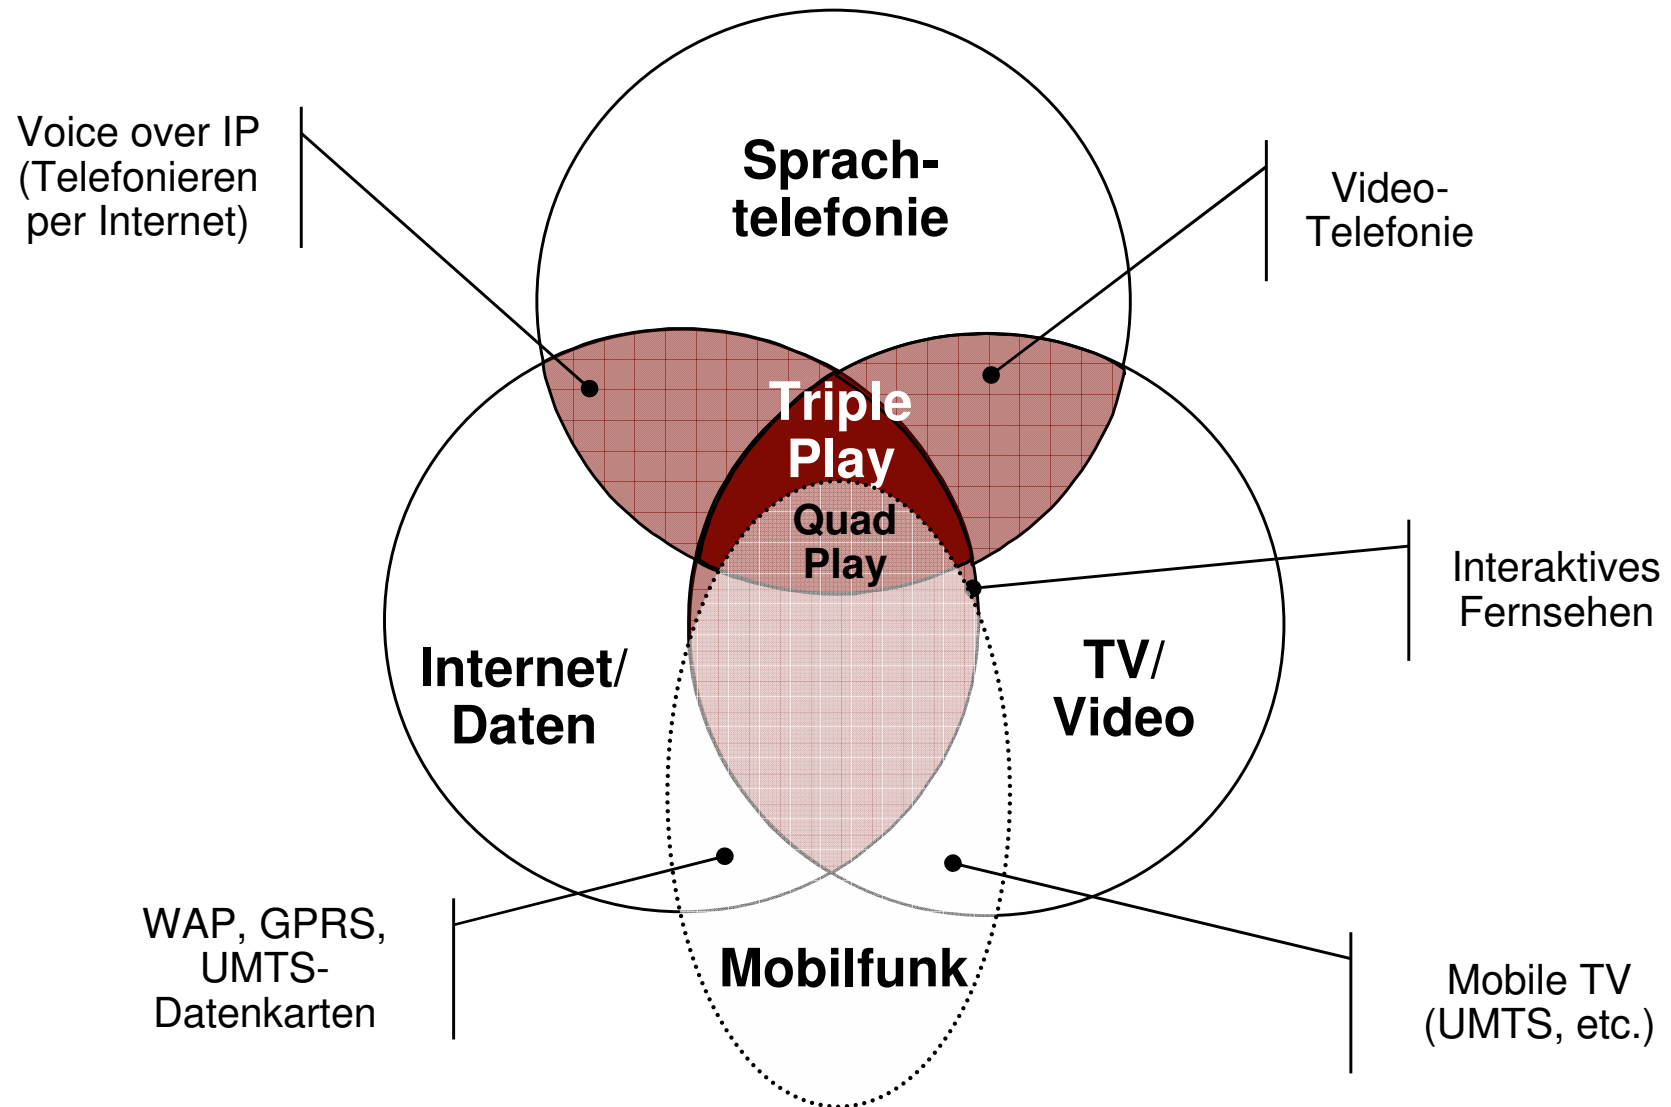 Voice over IP
(Telefonieren
per Internet)
Sprach-
telefonie
Video-
Telefonie
Triple
Play
Quad
Play
Interaktives
Fernsehen
Internet/
Daten
TV/
Video
WAP, GPRS,
UMTS-
Datenkarten
Mobilfunk
Mobile TV
(UMTS, etc.)